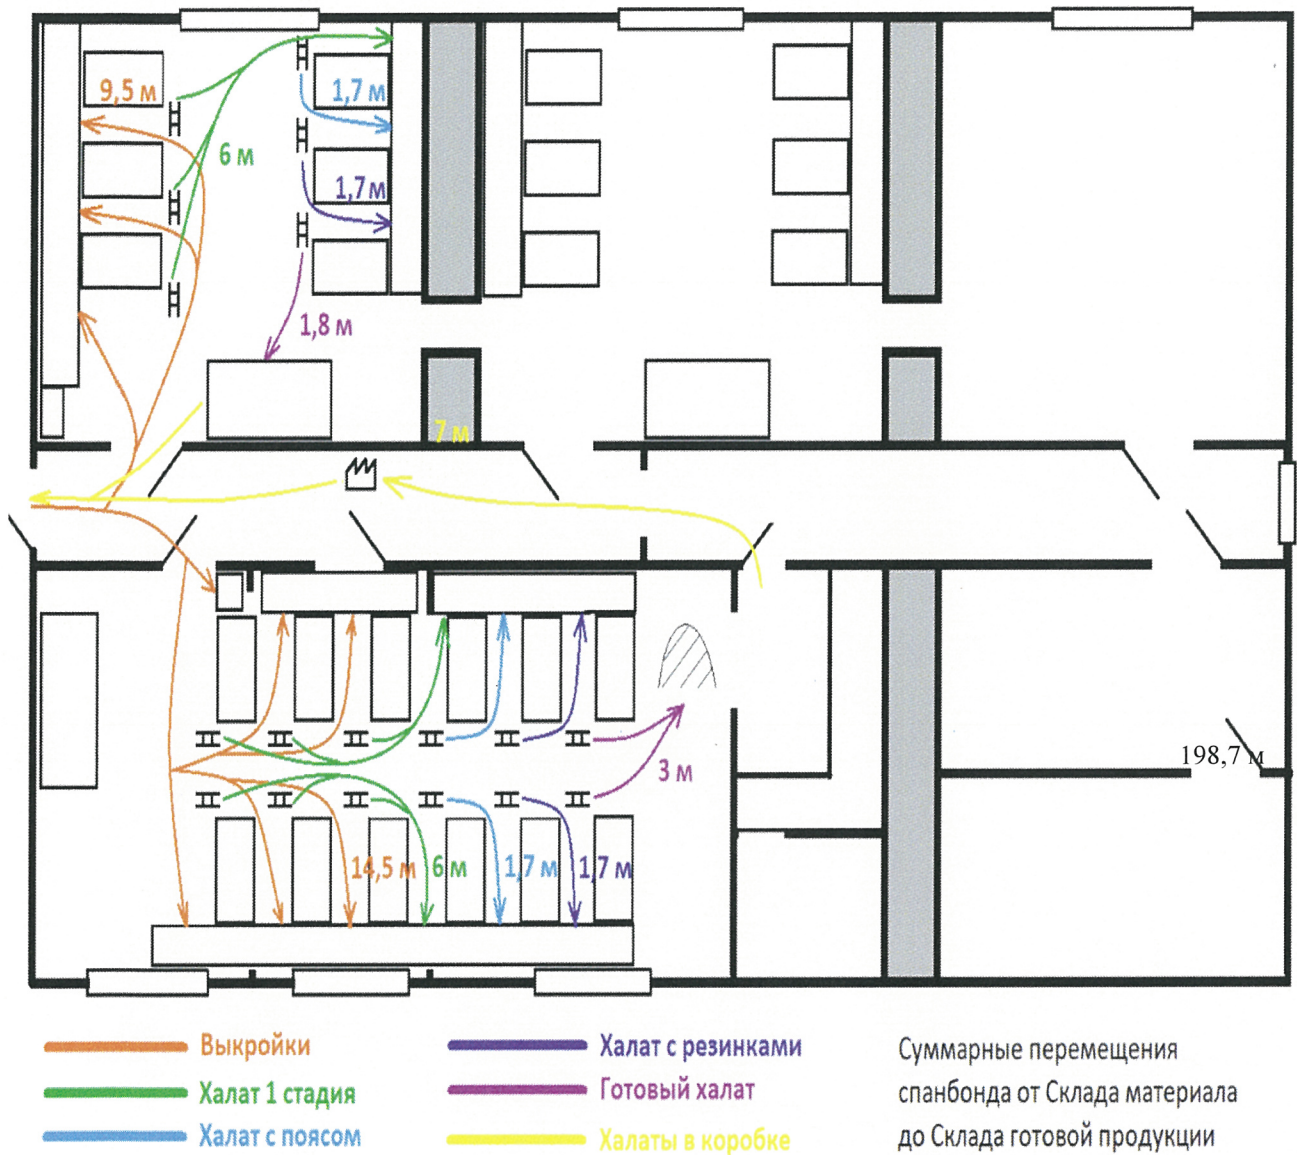 9,5 м
1,7 м
6 м
1,7м
1,8 м
7 м
198,7 м
3 м
14,5 м
6 м
1,7 м
1,7 м
Выкройки
Халат 1 стадия
Халат с поясом
Халат с резинками
Готовый халат
Халаты в коробке
Суммарные перемещения
спанбонда от Склада материала
до Склада готовой продукции